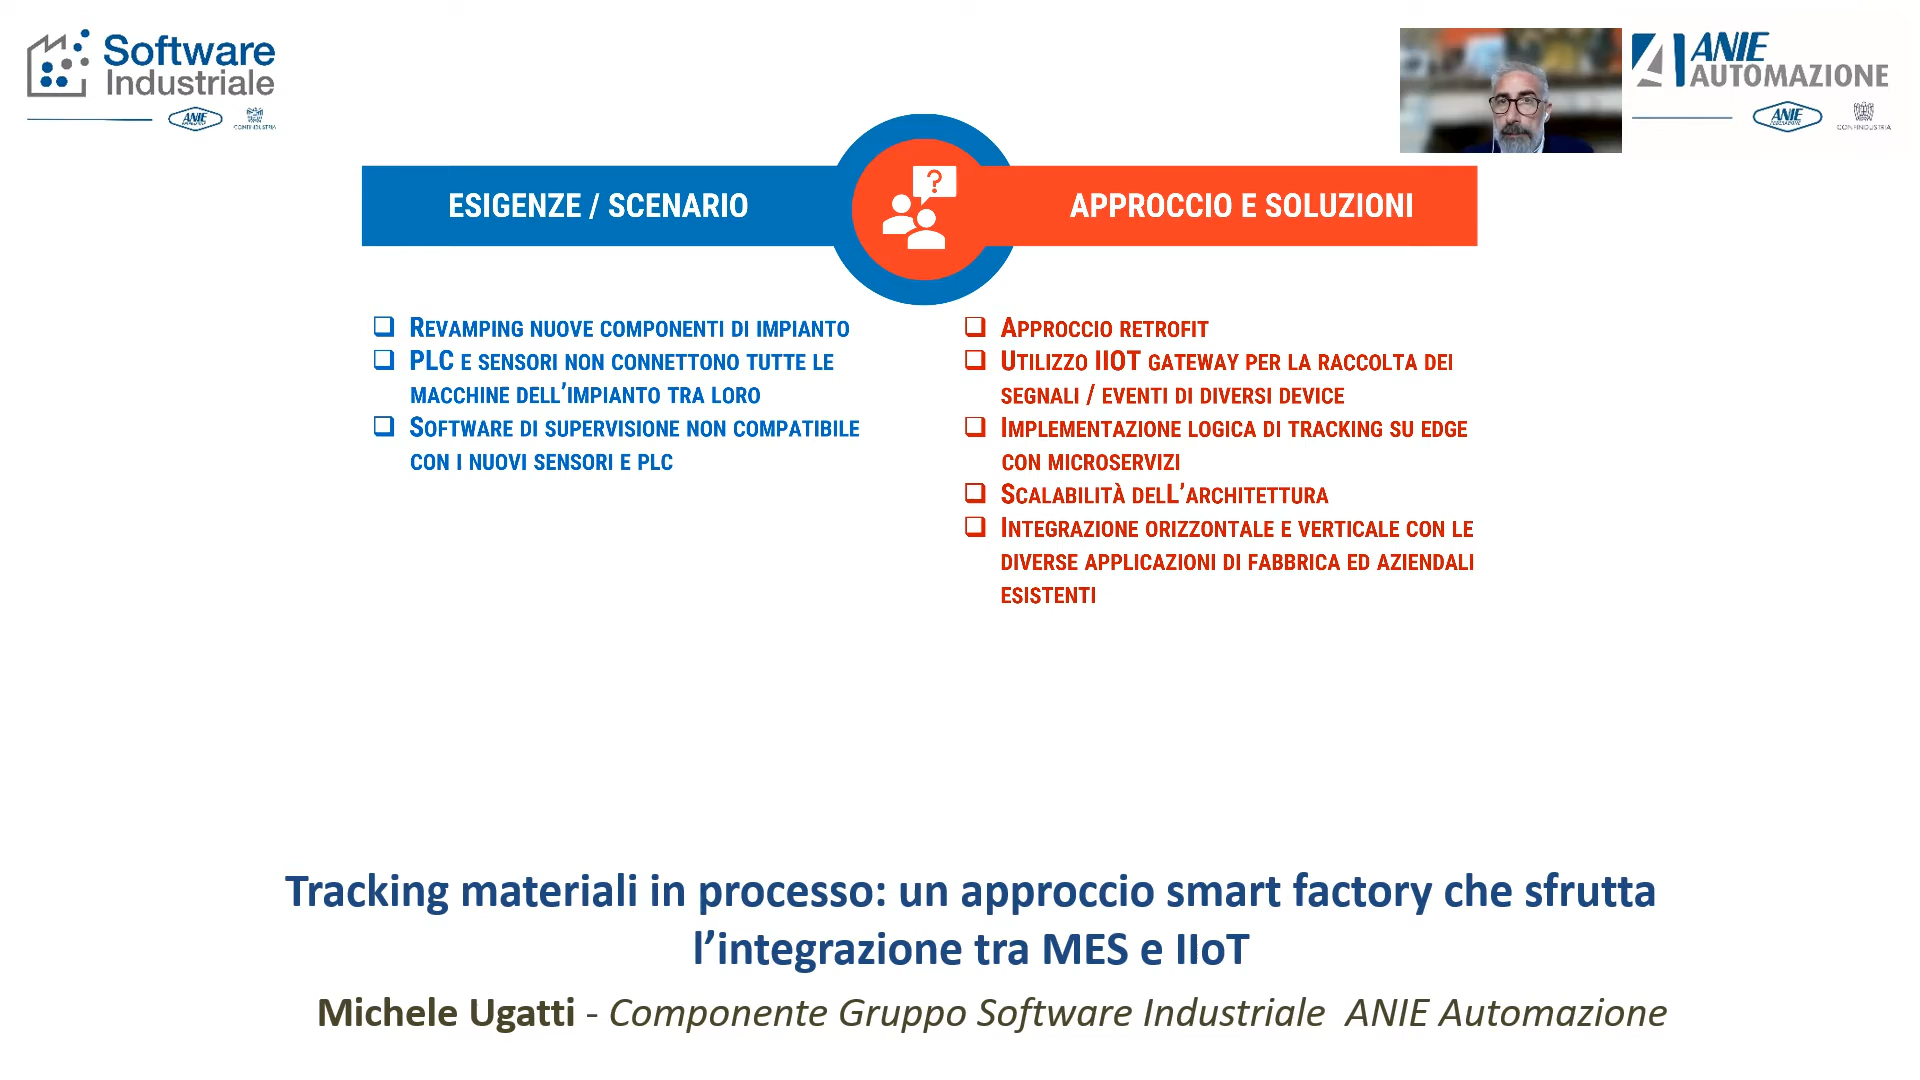 Software
Industriale
ANIE
CONFINDUSTRIA
ANIE
AUTOMAZIONE
ANIE
FEDERAZIONE
CONFINDUSTRIA
ESIGENZE / SCENARIO
?
APPROCCIO E SOLUZIONI
❑ REVAMPING NUOVE COMPONENTI DI IMPIANTO
❑ PLC E SENSORI NON CONNETTONO TUTTE LE
MACCHINE DELL’IMPIANTO TRA LORO
❑ SOFTWARE DI SUPERVISIONE NON COMPATIBILE
CON I NUOVI SENSORI E PLC
❑ APPROCCIO RETROFIT
❑ UTILIZZO IIOT GATEWAY PER LA RACCOLTA DEI
SEGNALI / EVENTI DI DIVERSI DEVICE
❑ IMPLEMENTAZIONE LOGICA DI TRACKING SU EDGE
CON MICROSERVIZI
❑ SCALABILITÀ DELL’ARCHITETTURA
❑ INTEGRAZIONE ORIZZONTALE E VERTICALE CON LE
DIVERSE APPLICAZIONI DI FABBRICA ED AZIENDALI
ESISTENTI
Tracking materiali in processo: un approccio smart factory che sfrutta
l’integrazione tra MES e IIoT
Michele Ugatti - Componente Gruppo Software Industriale ANIE Automazione